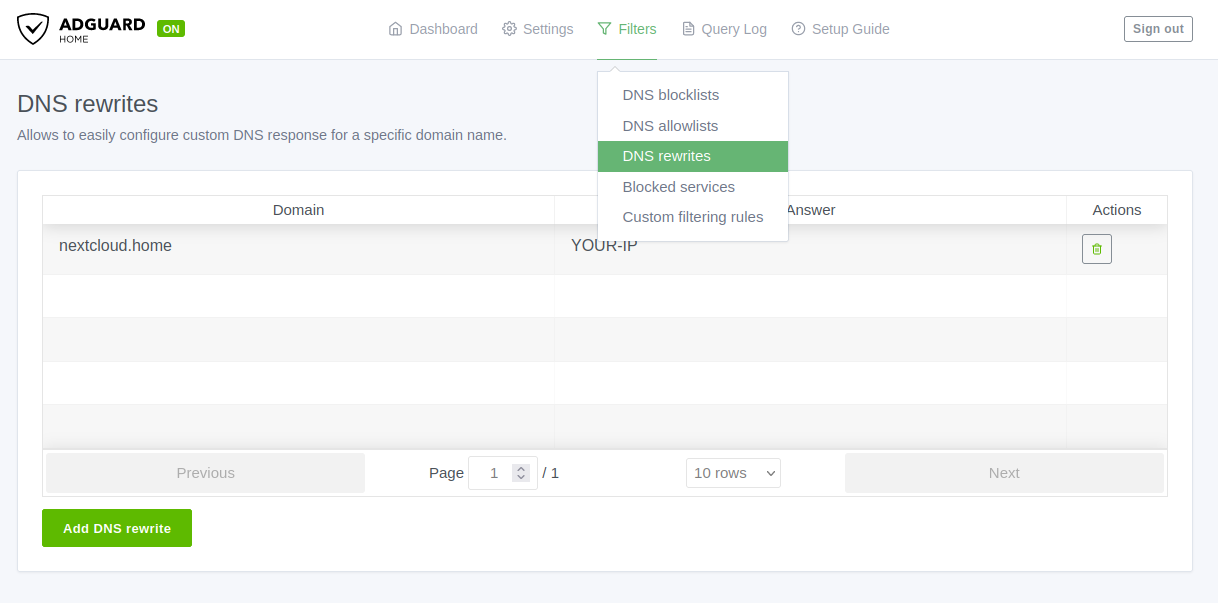 ADGUARD
HOME
ON
Dashboard
Settings
Filters
Query Log
Setup Guide
Sign out
DNS rewrites
Allows to easily configure custom DNS response for a specific domain name.
DNS blocklists
DNS allowlists
DNS rewrites
Blocked services
Custom filtering rules
Domain
Answer
Actions
nextcloud.home
YOUR-IP
Previous
Page 1 / 1
10 rows
Next
Add DNS rewrite